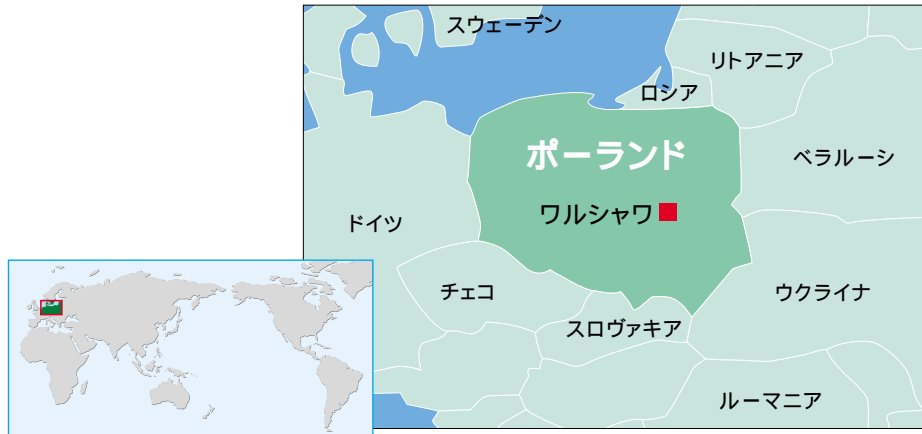 スウェーデン
リトアニア
ロシア
ポーランド
ベラルーシ
ワルシャワ
ドイツ
チェコ
ウクライナ
スロヴァキア
ルーマニア